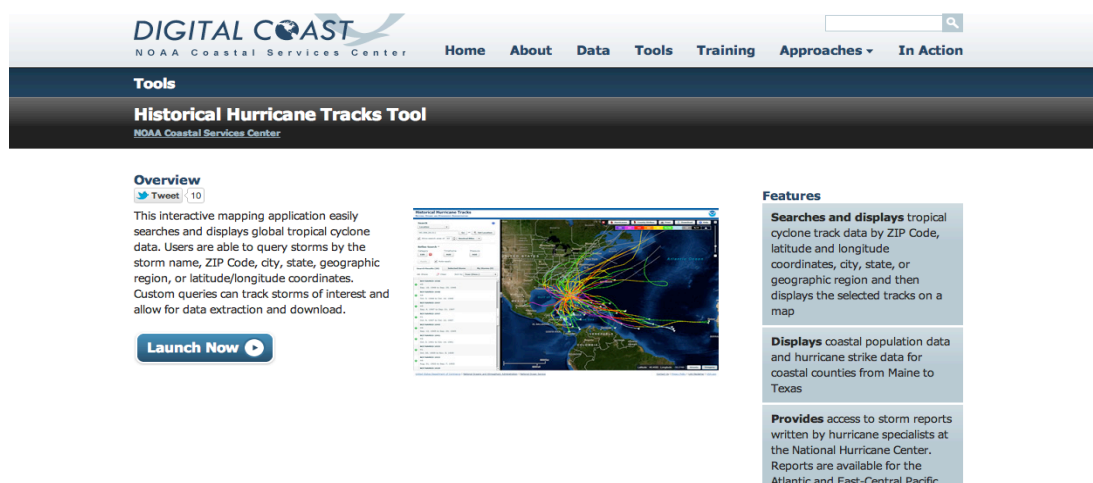 DIGITAL COAST
NOAA Coastal Services Center
Home About Data Tools Training Approaches In Action
Tools
Historical Hurricane Tracks Tool
NOAA Coastal Services Center
Overview
Tweet 10
This interactive mapping application easily
searches and displays global tropical cyclone
data. Users are able to query storms by the
storm name, ZIP Code, city, state, geographic
region, or latitude/longitude coordinates.
Custom queries can track storms of interest and
allow for data extraction and download.
Launch Now
Historical Hurricane Tracks
Features
Searches and displays tropical
cyclone track data by ZIP Code,
latitude and longitude
coordinates, city, state, or
geographic region and then
displays the selected tracks on a
map
Displays coastal population data
and hurricane strike data for
coastal counties from Maine to
Texas
Provides access to storm reports
written by hurricane specialists at
the National Hurricane Center.
Reports are available for the
Atlantic and East-Central Pacific